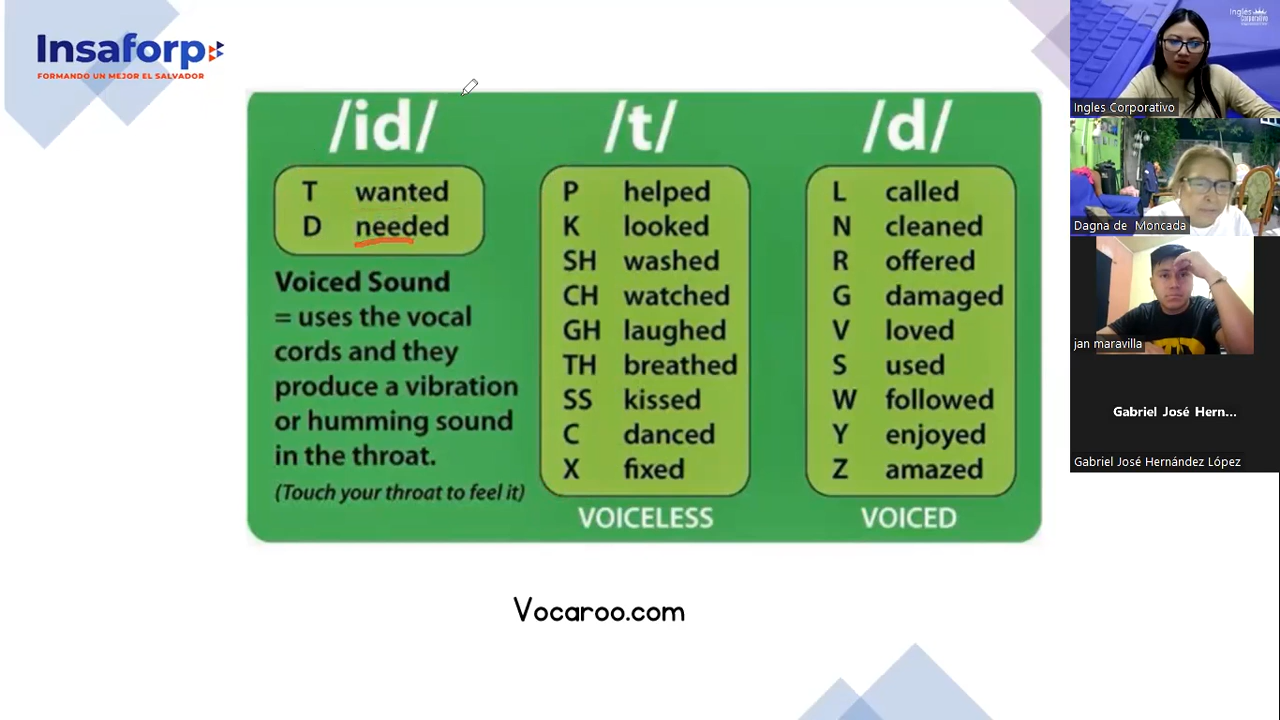 Insaforp
FORMANDO UN MEJOR EL SALVADOR
/id/
T wanted
D needed
Voiced Sound
= uses the vocal
cords and they
produce a vibration
or humming sound
in the throat.
(Touch your throat to feel it)
/t/
P helped
K looked
SH washed
CH watched
GH laughed
TH breathed
SS kissed
C danced
X fixed
VOICELESS
/d/
L called
N cleaned
R offered
G damaged
V loved
S used
W followed
Y enjoyed
Z amazed
VOICED
Vocaroo.com
Inglés
Corporativo
Ingles Corporativo
Dagna de Moncada
jan maravilla
Gabriel José Hern...
Gabriel José Hernández López